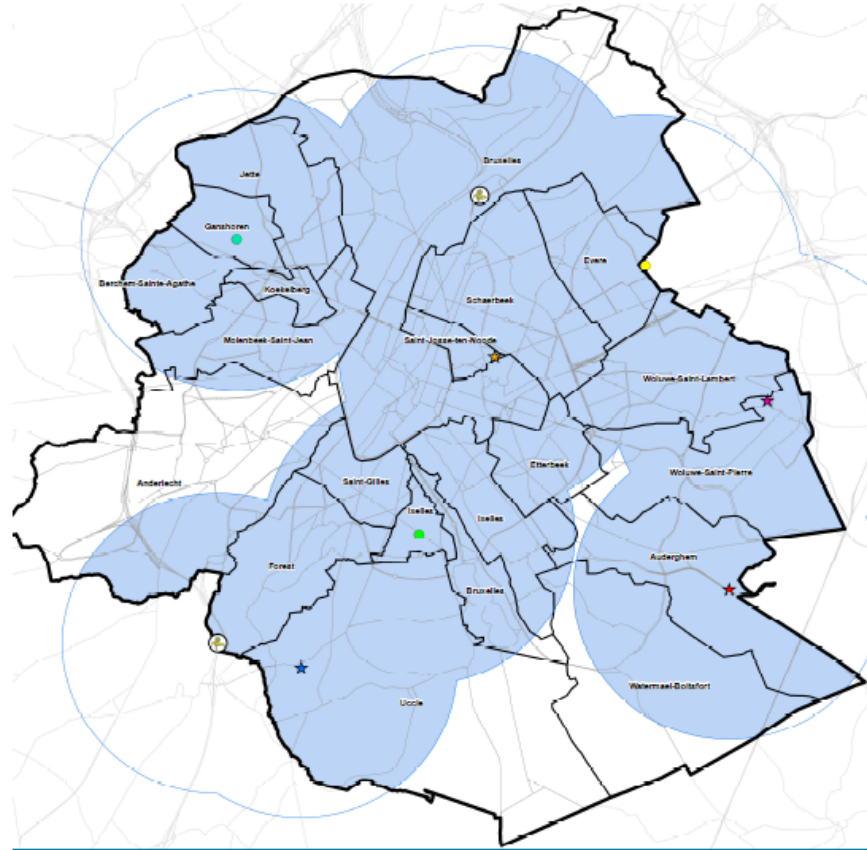 Bruxelles
Jette
Ganshoren
Evere
Berchem-Sainte-Agathe
Koekelberg
Schaerbeek
Molenbeek-Saint-Jean
Saint-Josse-ten-Noode
Woluwe-Saint-Lambert
Etterbeek
Woluwe-Saint-Pierre
Anderlecht
Saint-Gilles
Ixelles
Ixelles
Auderghem
Forest
Bruxelles
Watermael-Boitsfort
Uccle